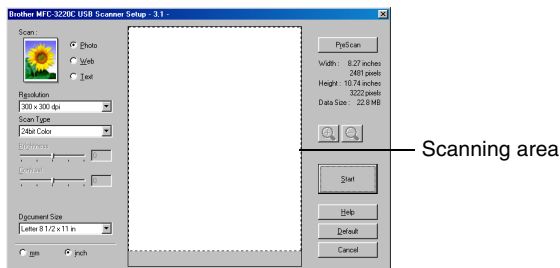 Brother MFC-3220C USB Scanner Setup - 3.1 -
Scan :
Photo
Web
Text
Resolution
300 x 300 dpi
Scan Type
24bit Color
Brightness
0
Contrast
0
Document Size
Letter 8 1/2 x 11 in
mm
inch
PreScan
Width : 8.27 inches
2481 pixels
Height : 10.74 inches
3222 pixels
Data Size : 22.8 MB
Start
Help
Default
Cancel
Scanning area